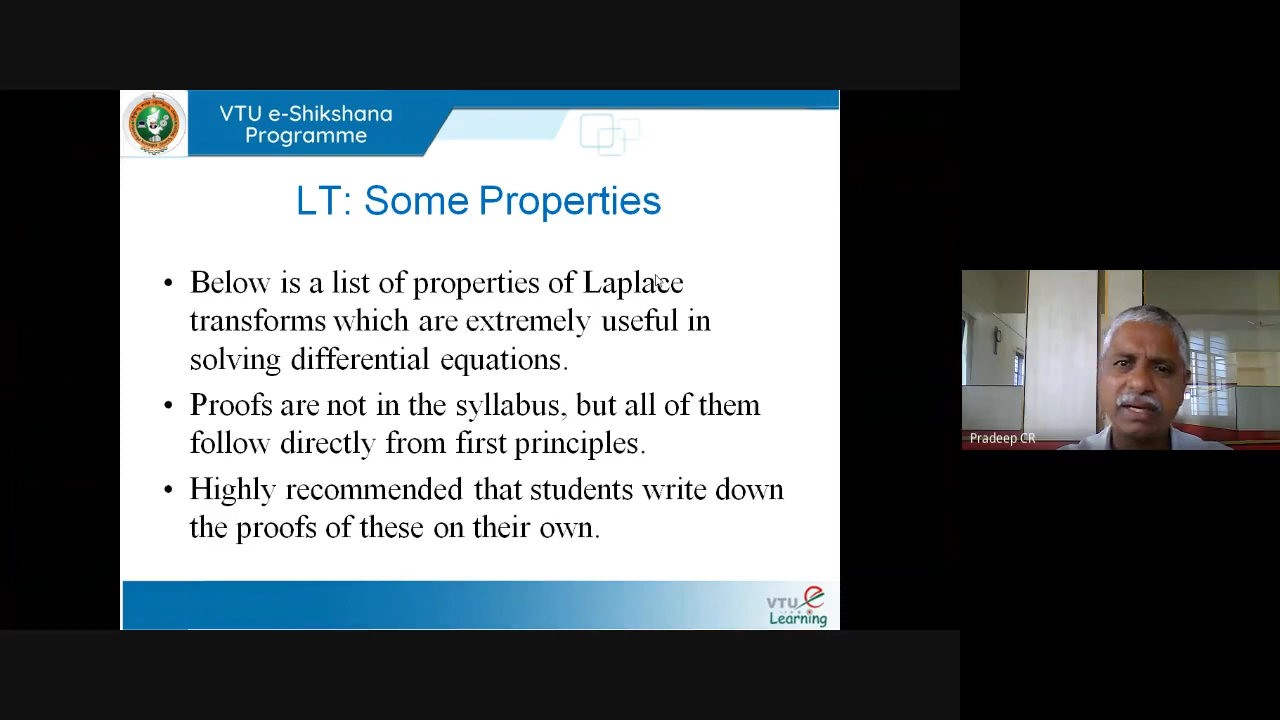 VTU e-Shikshana
Programme
LT: Some Properties
• Below is a list of properties of Laplace
transforms which are extremely useful in
solving differential equations.
• Proofs are not in the syllabus, but all of them
follow directly from first principles.
• Highly recommended that students write down
the proofs of these on their own.
VTU e
Learning
Pradeep CR